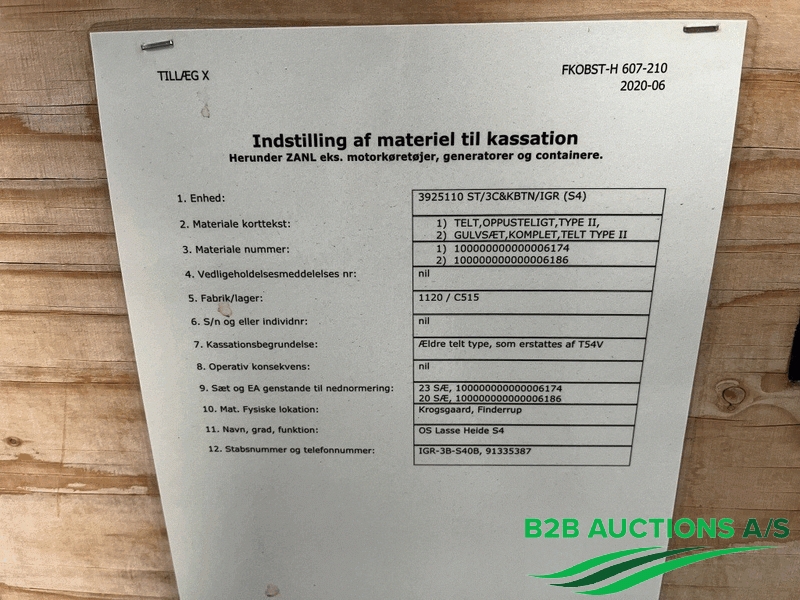 TILLÆG X
FKOBST-H 607-210
2020-06
Indstilling af materiel til kassation
Herunder ZANL eks. motorkøretøjer, generatorer og containere.
1. Enhed: 3925110 ST/3C&KBTN/IGR (S4)
2. Materiale korttekst: 1) TELT,OPPUSTELIGT,TYPE II,
2) GULVSÆT,KOMPLET,TELT TYPE II
3. Materiale nummer: 1) 100000000000006174
2) 100000000000006186
4. Vedligeholdelsesmeddelelses nr: nil
5. Fabrik/lager: 1120 / C515
6. S/n og eller individnr: nil
7. Kassationsbegrundelse: Ældre telt type, som erstattes af T54V
8. Operativ konsekvens: nil
9. Sæt og EA genstande til nednormering: 23 SÆ, 100000000000006174
20 SÆ, 100000000000006186
10. Mat. Fysiske lokation: Krogsgaard, Finderrup
11. Navn, grad, funktion: OS Lasse Heide S4
12. Stabsnummer og telefonnummer: IGR-3B-S40B, 91335387
B2B AUCTIONS A/S